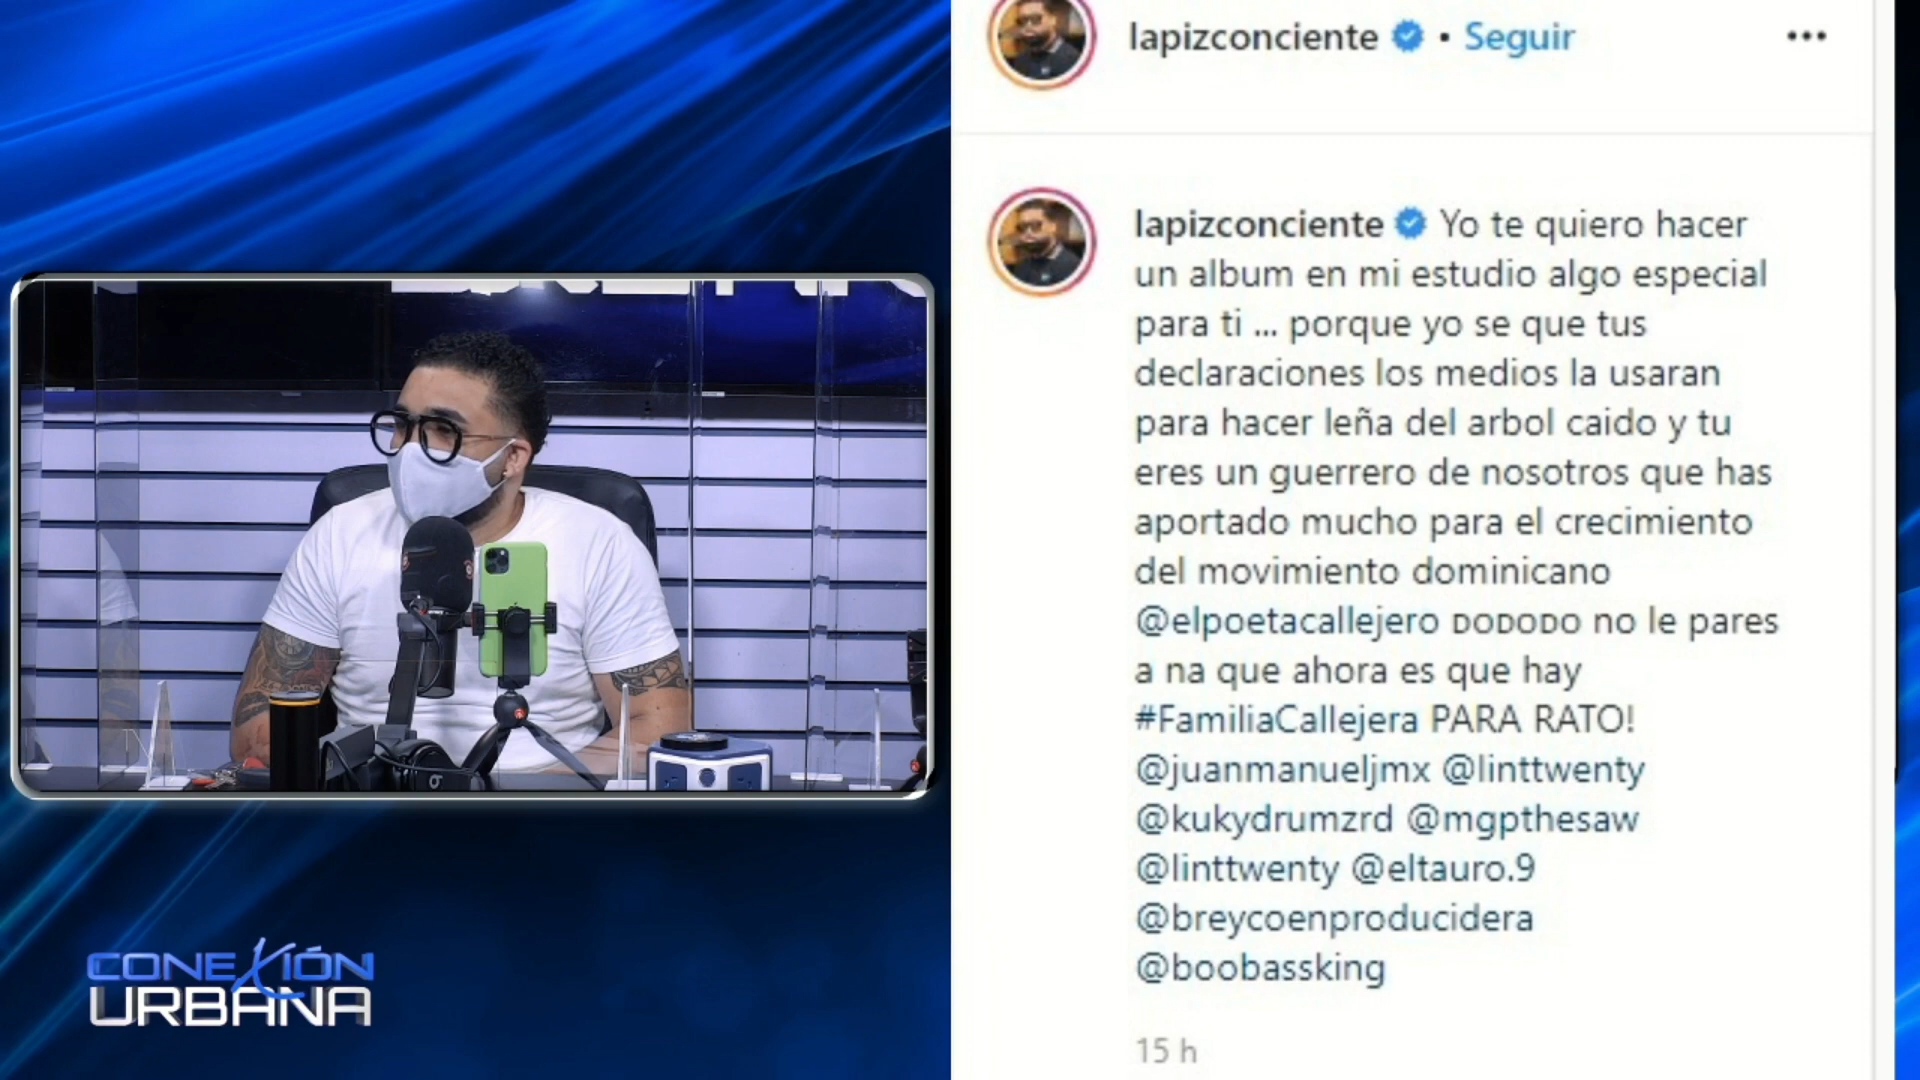 lapizconciente • Seguir •••
lapizconciente Yo te quiero hacer
un album en mi estudio algo especial
para ti ... porque yo se que tus
declaraciones los medios la usaran
para hacer leña del arbol caido y tu
eres un guerrero de nosotros que has
aportado mucho para el crecimiento
del movimiento dominicano
@elpoetacallejero DODODO no le pares
a na que ahora es que hay
#FamiliaCallejera PARA RATO!
@juanmanueljmx @linttwenty
@kukydrumzrd @mgpthesaw
@linttwenty @eltauro.9
@breycoenproducidera
@boobassking
15 h
CONEXIÓN
URBANA